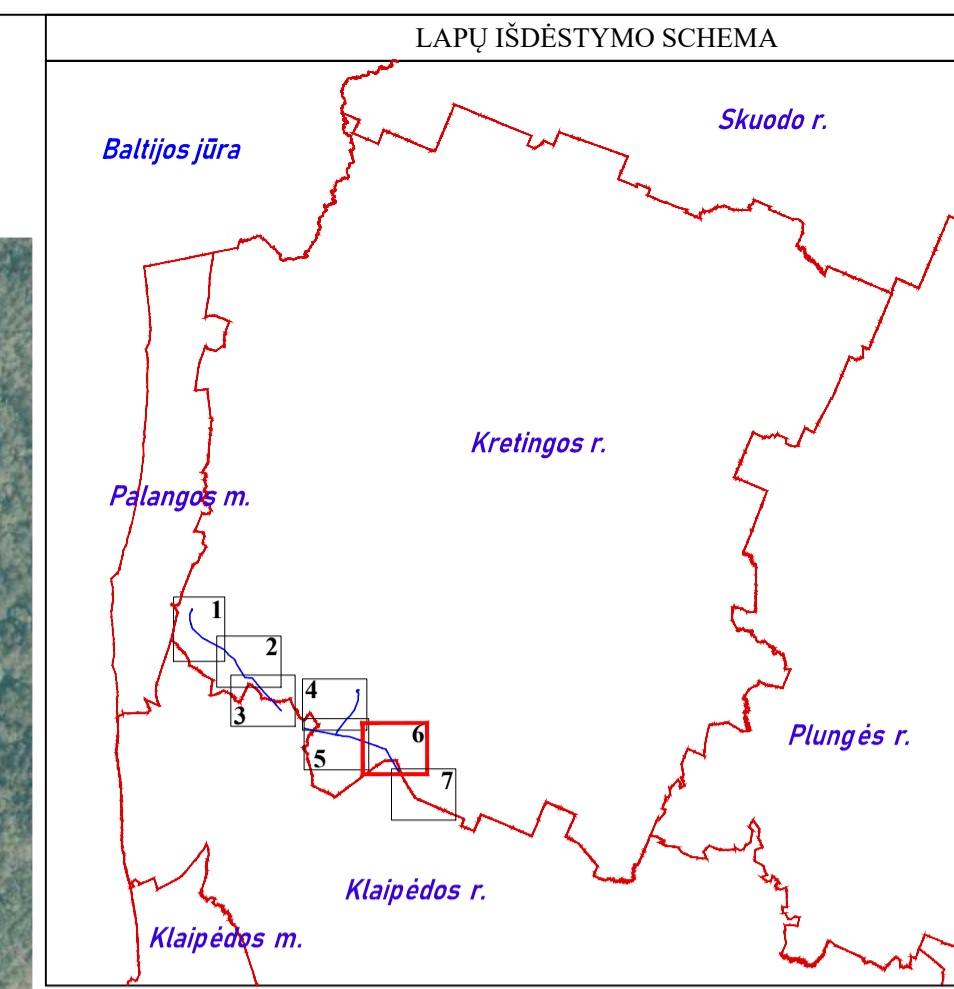 LAPŲ IŠDĖSTYMO SCHEMA
Skuodo r.
Baltijos jūra
Kretingos r.
Palangos m.
1
2
3
4
5
6
7
Plungės r.
Klaipėdos r.
Klaipėdos m.